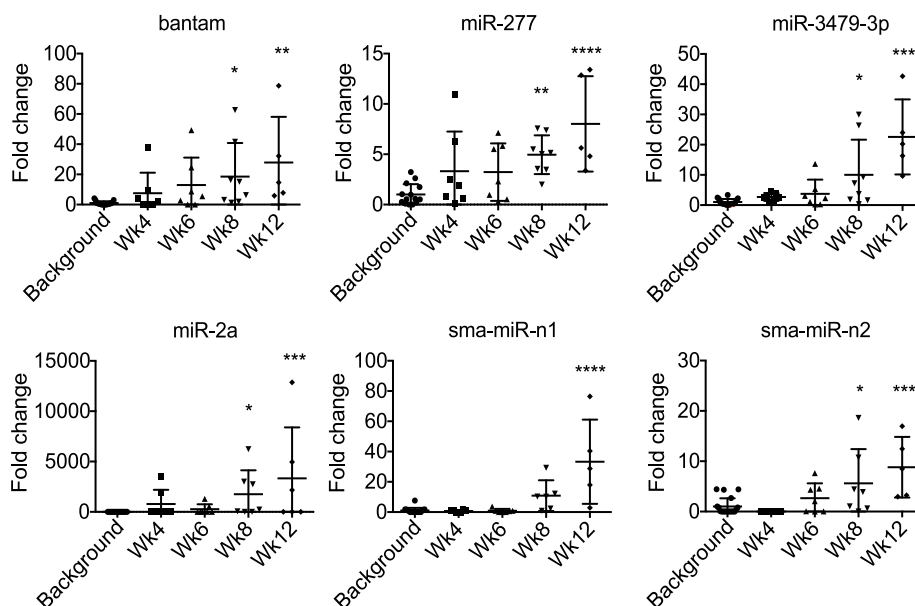 bantam
miR-277
miR-3479-3p
Fold change
100
80
60
40
20
0
*
**
Background
Wk4
Wk6
Wk8
Wk12
Fold change
15
10
5
0
**
****
Background
Wk4
Wk6
Wk8
Wk12
Fold change
50
40
30
20
10
0
*
***
Background
Wk4
Wk6
Wk8
Wk12
miR-2a
sma-miR-n1
sma-miR-n2
Fold change
15000
10000
5000
0
*
***
Background
Wk4
Wk6
Wk8
Wk12
Fold change
100
80
60
40
20
0
****
Background
Wk4
Wk6
Wk8
Wk12
Fold change
30
20
10
0
*
***
Background
Wk4
Wk6
Wk8
Wk12